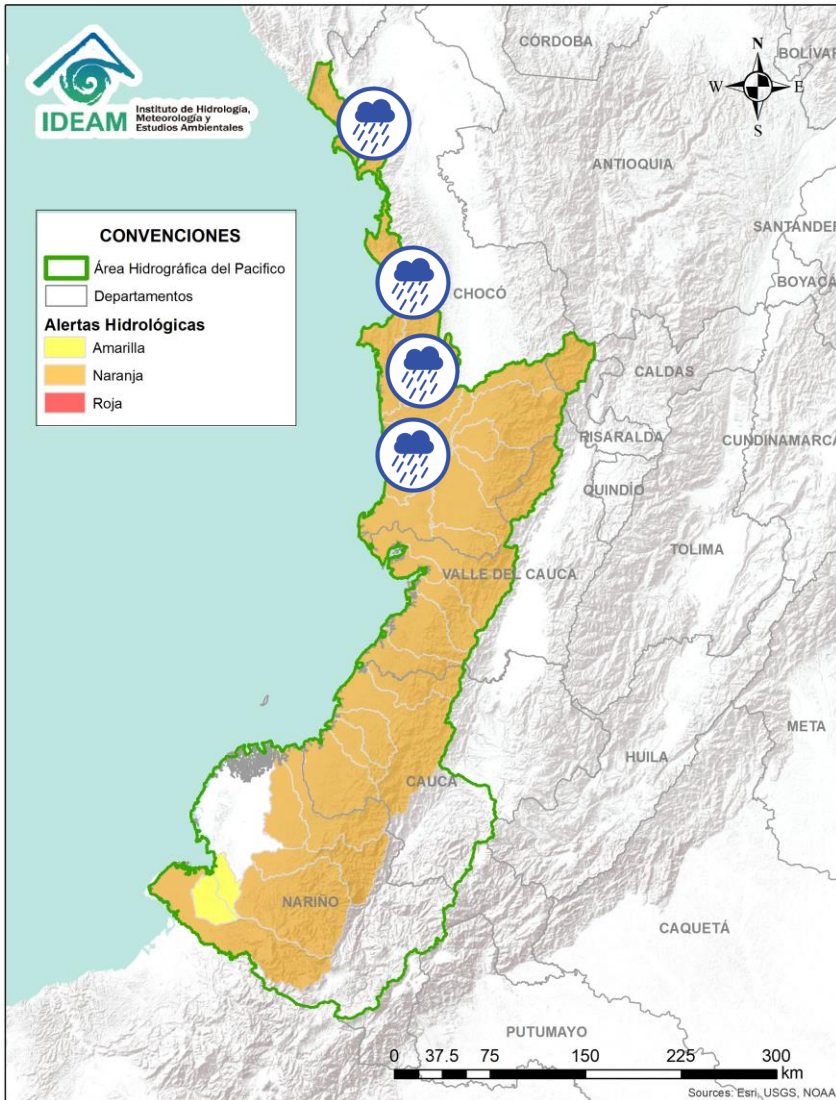 IDEAM
Instituto de Hidrología,
Meteorología y
Estudios Ambientales
CÓRDOBA
BOLÍVAR
N
W E
S
ANTIOQUIA
SANTANDER
BOYACÁ
CONVENCIONES
Área Hidrográfica del Pacifico
Departamentos
Alertas Hidrológicas
Amarilla
Naranja
Roja
CHOCÓ
CALDAS
RISARALDA
CUNDINAMARCA
QUINDÍO
TOLIMA
VALLE DEL CAUCA
META
HUILA
CAUCA
NARIÑO
CAQUETÁ
PUTUMAYO
0 37.5 75 150 225 300
km
Sources: Esri, USGS, NOAA